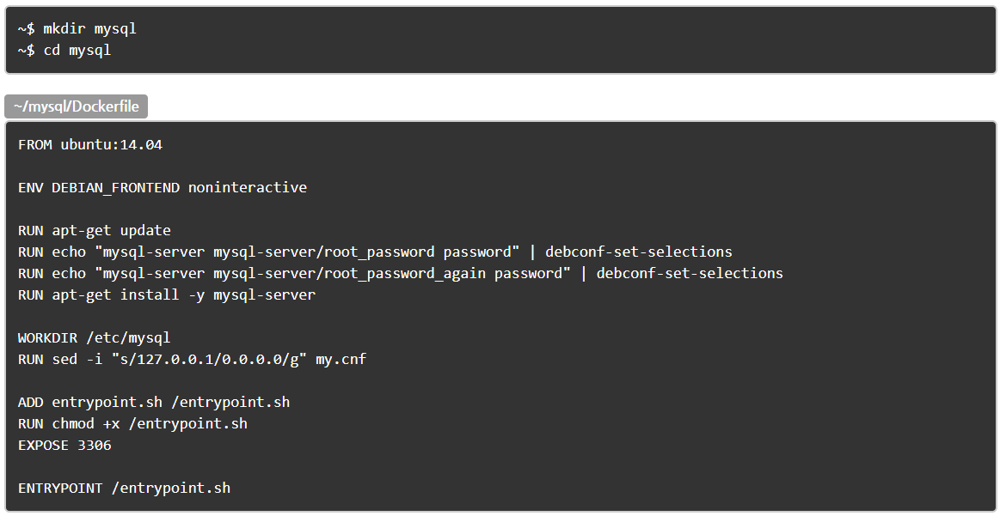 ~$ mkdir mysql
~$ cd mysql
~/mysql/Dockerfile
FROM ubuntu:14.04
ENV DEBIAN_FRONTEND noninteractive
RUN apt-get update
RUN echo "mysql-server mysql-server/root_password password" | debconf-set-selections
RUN echo "mysql-server mysql-server/root_password_again password" | debconf-set-selections
RUN apt-get install -y mysql-server
WORKDIR /etc/mysql
RUN sed -i "s/127.0.0.1/0.0.0.0/g" my.cnf
ADD entrypoint.sh /entrypoint.sh
RUN chmod +x /entrypoint.sh
EXPOSE 3306
ENTRYPOINT /entrypoint.sh